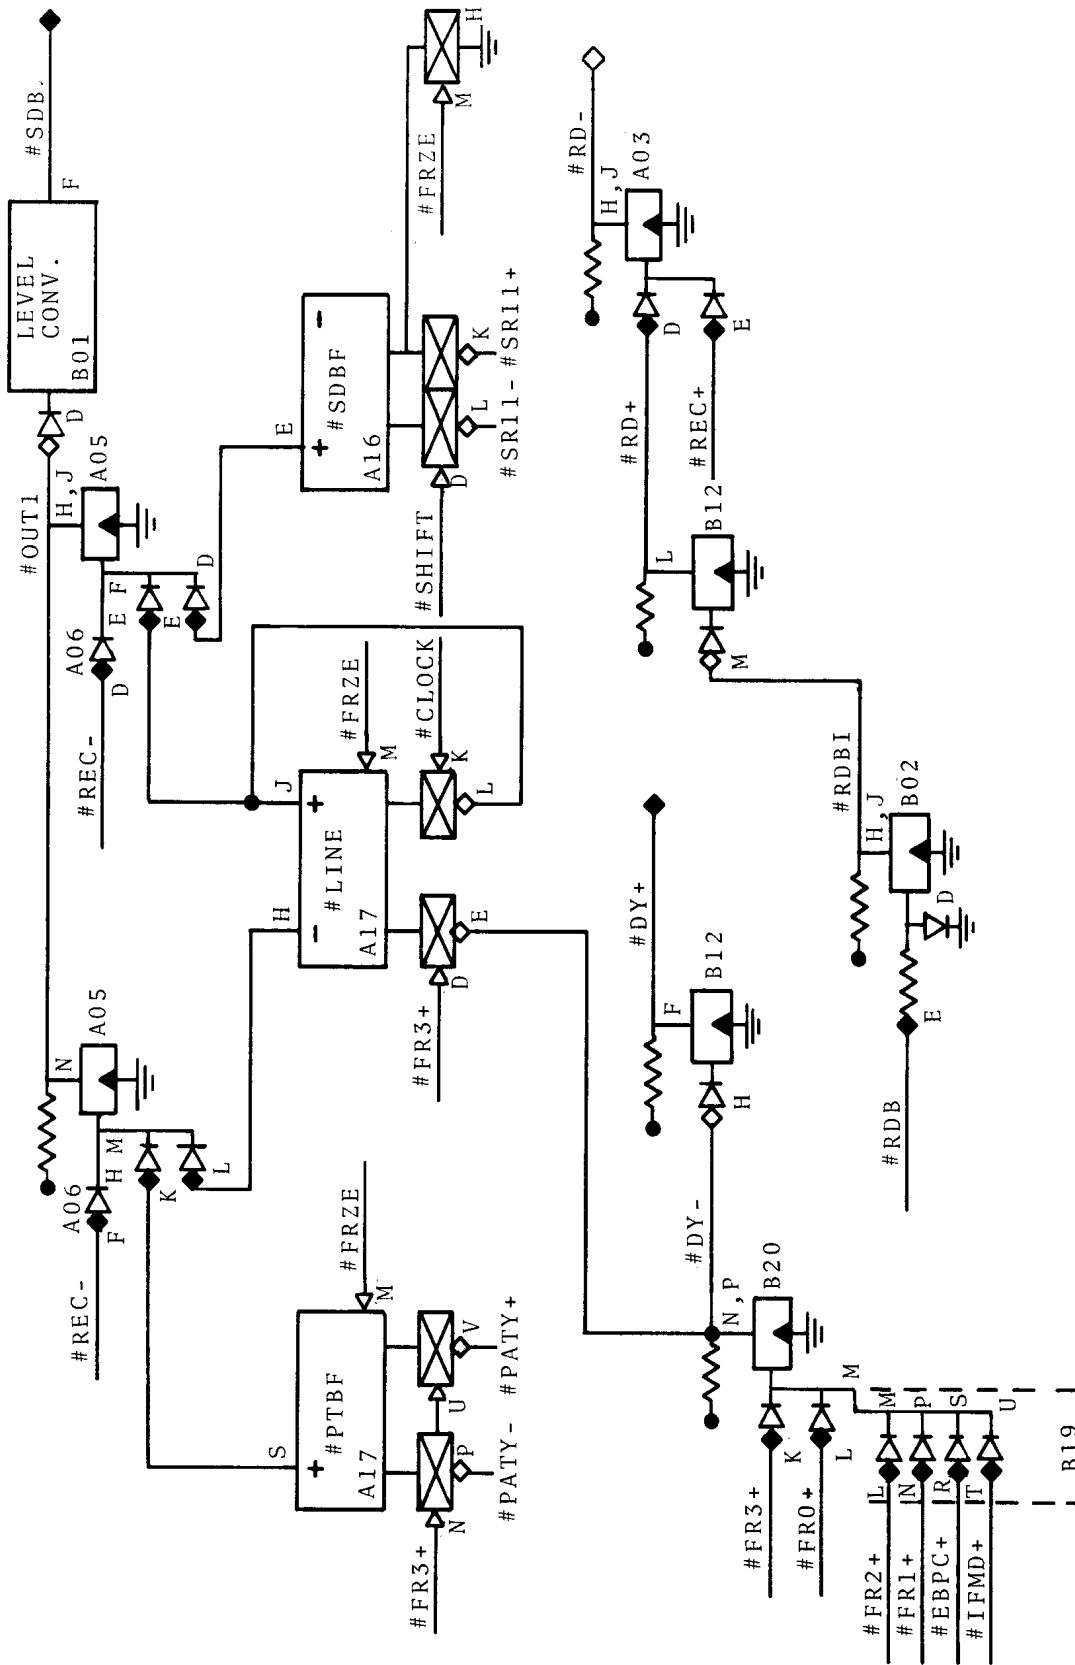 #SDB.
F
LEVEL
CONV.
B01
D
#OUT1
H,J
A05
N
A05
#REC-
A06
D
E
F
E
D
#REC-
A06
F
H
M
K
L
H
#FRZE
M
E
+
-
#SDBF
A16
#SHIFT
D
L
K
#SR11-
#SR11+
J
+
-
H
#LINE
A17
#FRZE
M
#CLOCK
K
L
#FR3+
D
E
S
+
#PTBF
A17
#FRZE
M
#FR3+
N
P
U
V
#PATY-
#PATY+
#RD-
H,J
A03
#RD+
D
#REC+
E
B12
L
M
#RDBI
H,J
B02
D
E
#RDB
#DY+
F
B12
H
#DY-
N,P
B20
#FR3+
K
#FR0+
L
M
#FR2+
L
M
#FR1+
N
P
#EBPC+
R
S
#IFMD+
T
U
B19